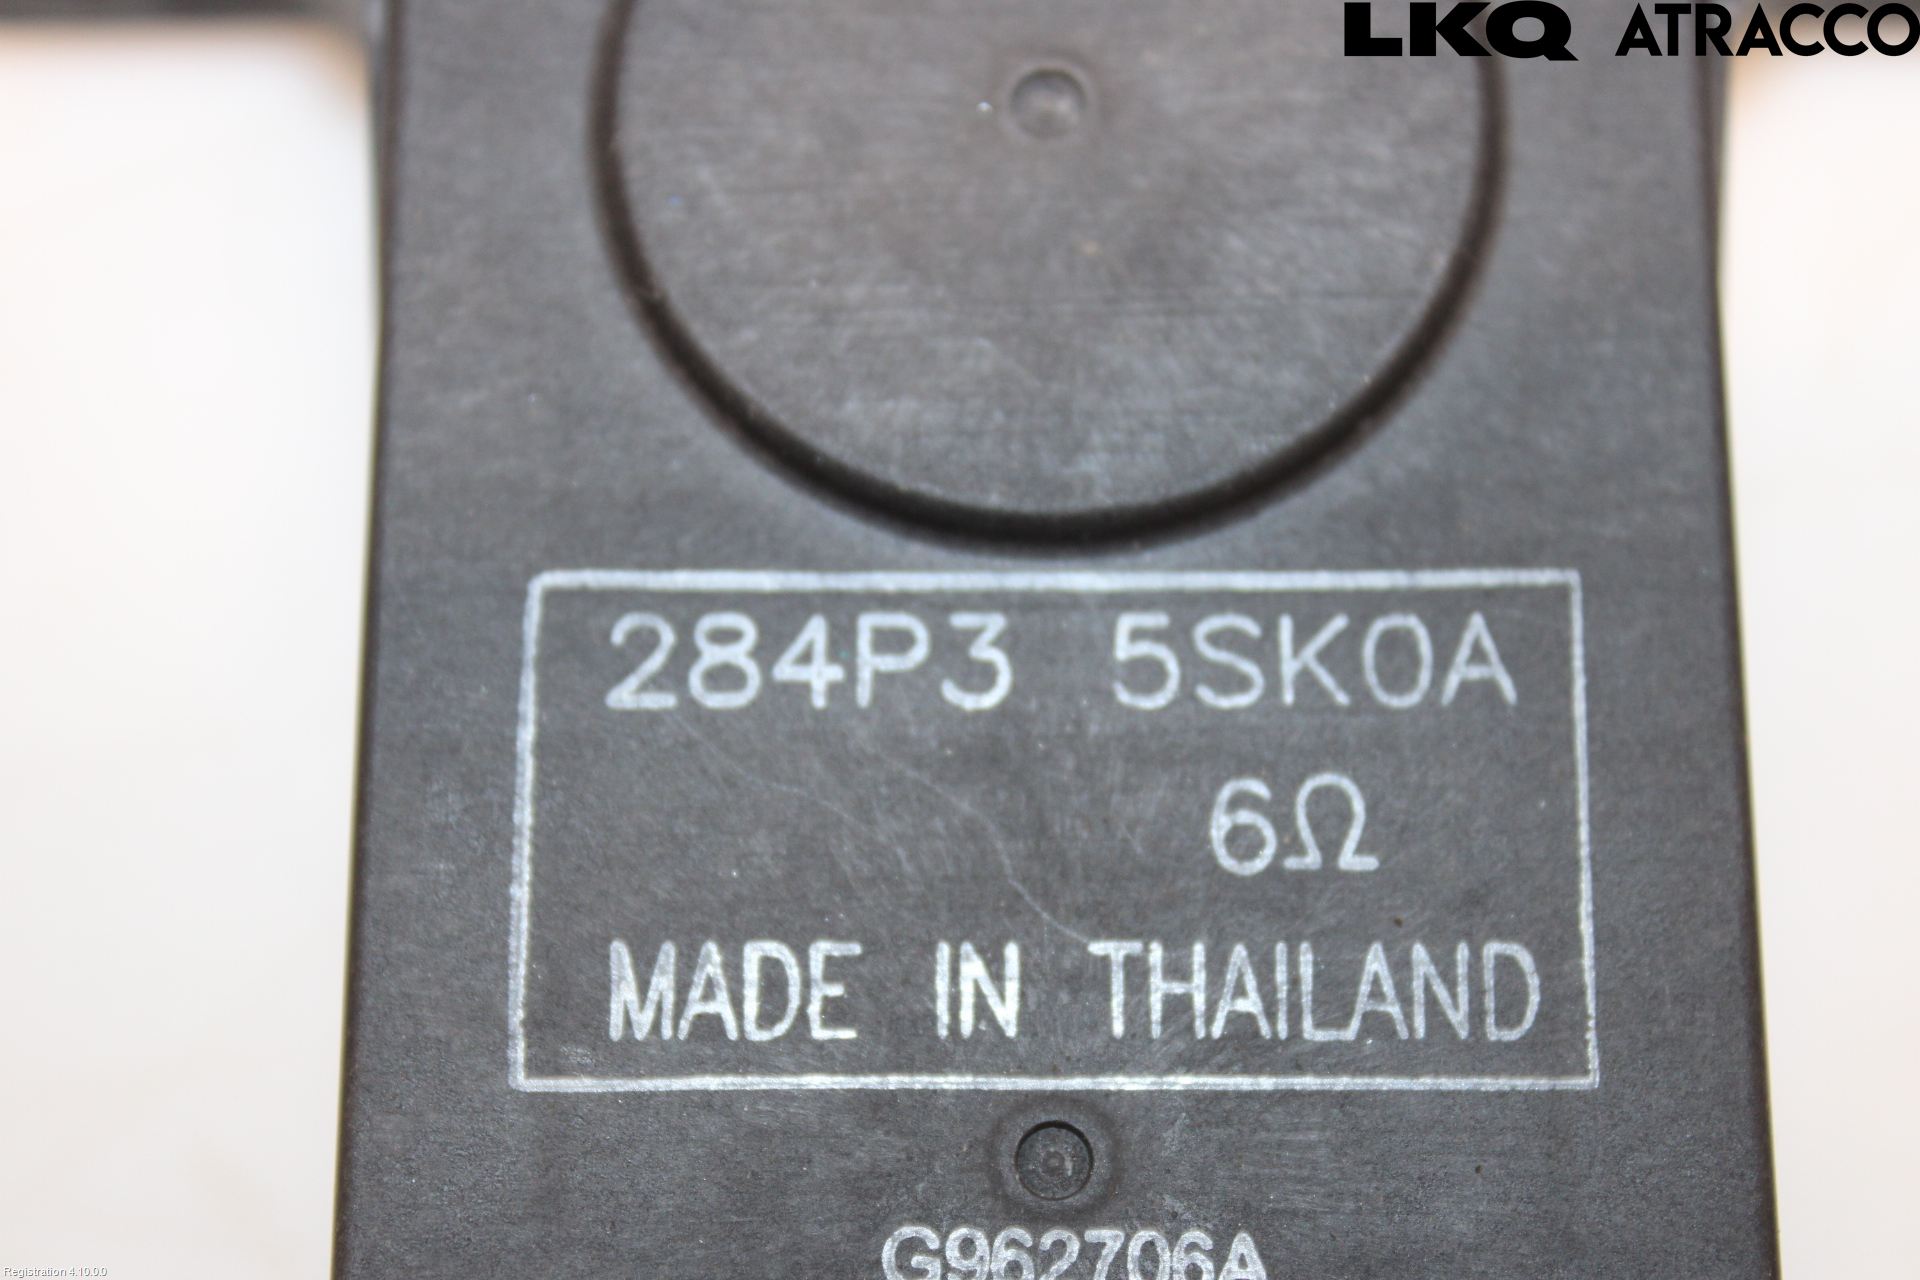 LKQ ATRACCO
284P3 5SK0A
6Ω
MADE IN THAILAND
G962706A
Registration 4.10.0.0